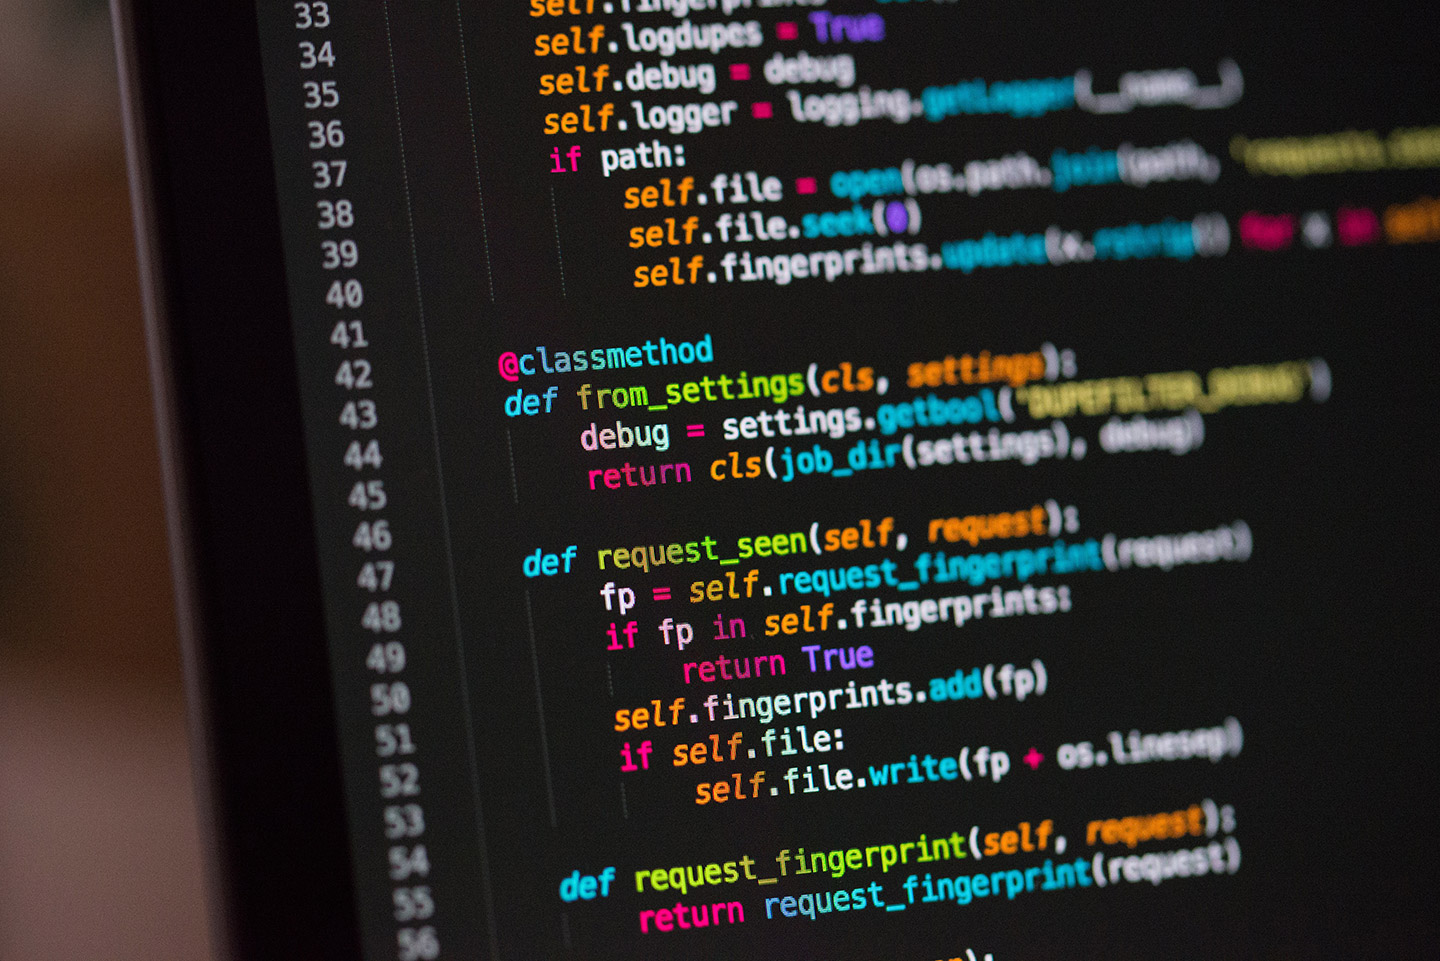 33 self.fingerprints
34 self.logdupes = True
35 self.debug = debug
36 self.logger = logging.getLogger(__name__)
37 if path:
38 self.file = open(os.path.join(path,
39 self.file.seek(0)
40 self.fingerprints.update(x.rstrip() for x in
41
42 @classmethod
43 def from_settings(cls, settings):
44 debug = settings.getbool('DUPEFILTER_DEBUG')
45 return cls(job_dir(settings), debug)
46
47 def request_seen(self, request):
48 fp = self.request_fingerprint(request)
49 if fp in self.fingerprints:
50 return True
51 self.fingerprints.add(fp)
52 if self.file:
53 self.file.write(fp + os.linesep)
54
55 def request_fingerprint(self, request):
56 return request_fingerprint(request)